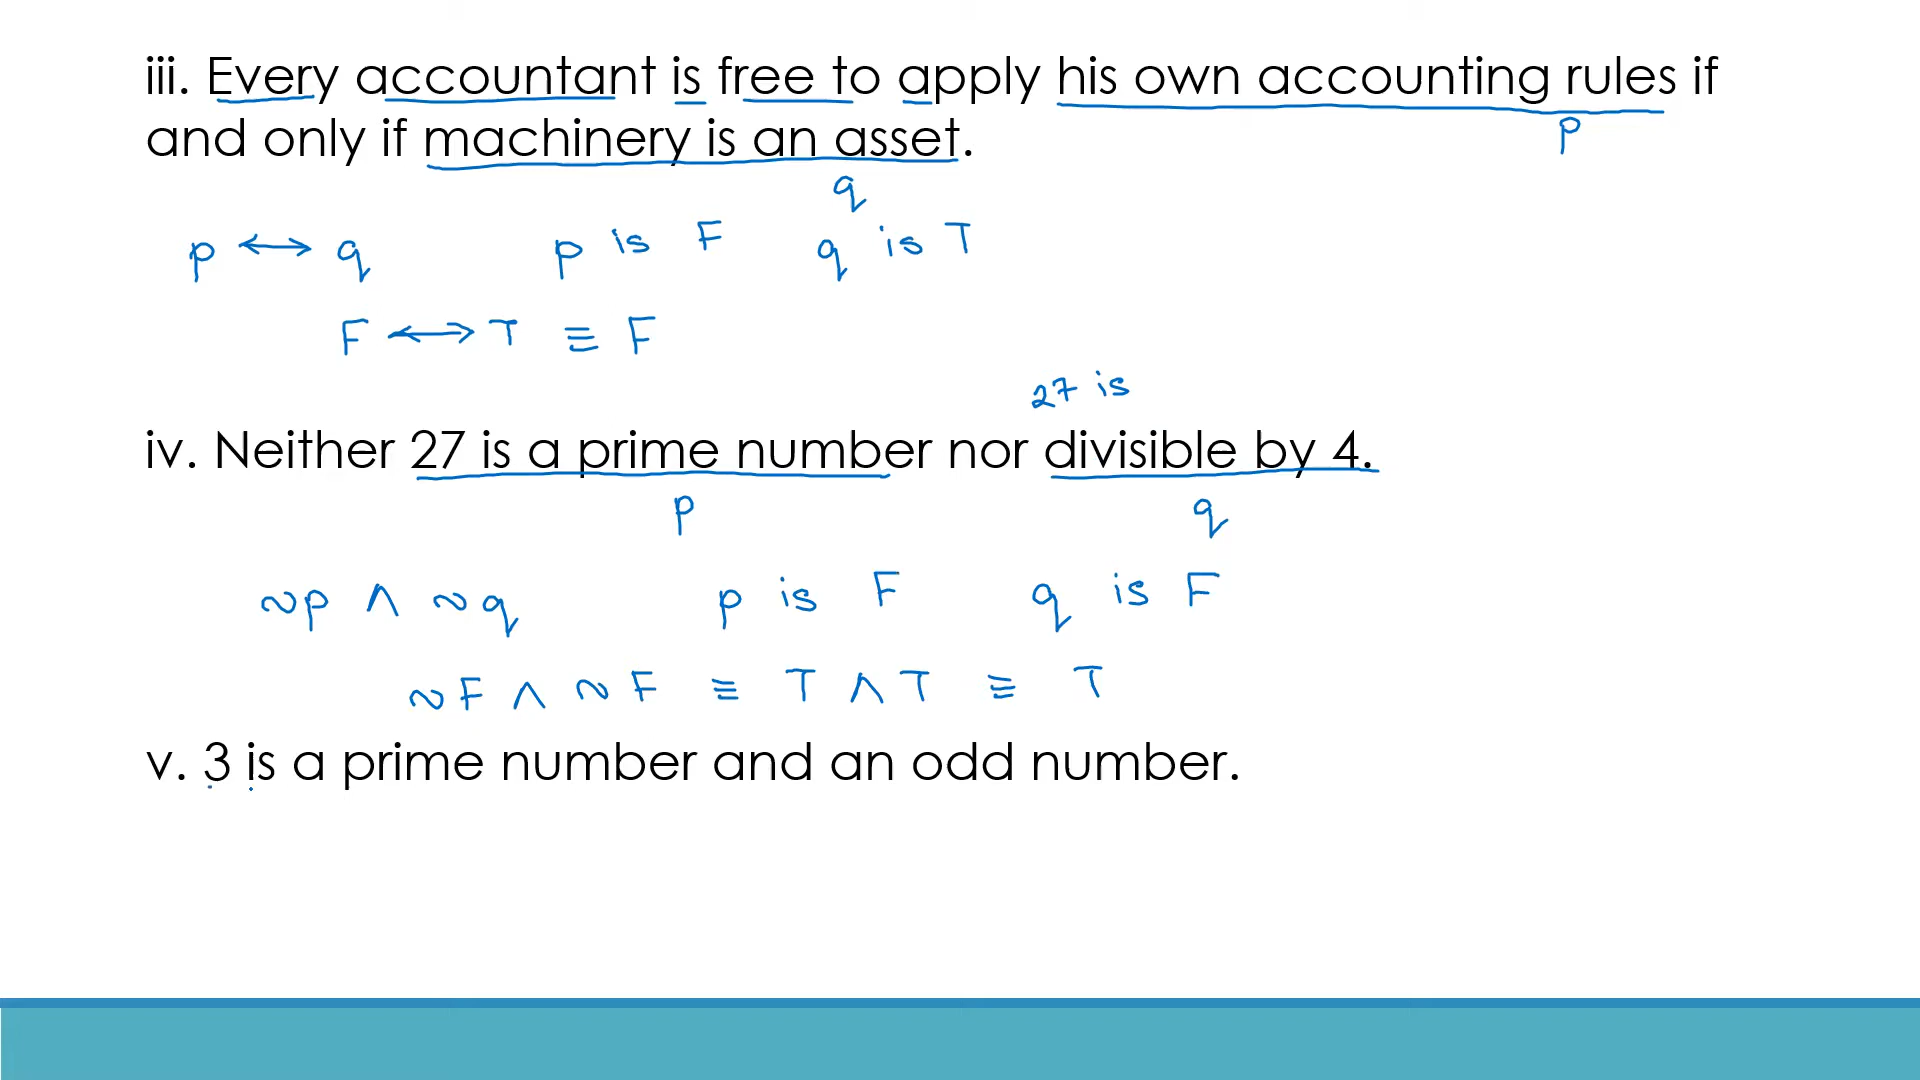 iii. Every accountant is free to apply his own accounting rules if
and only if machinery is an asset.
p
q
p ↔ q p is F q is T
F ↔ T ≡ F
27 is
iv. Neither 27 is a prime number nor divisible by 4.
p q
~p ∧ ~q p is F q is F
~F ∧ ~F ≡ T ∧ T ≡ T
v. 3 is a prime number and an odd number.